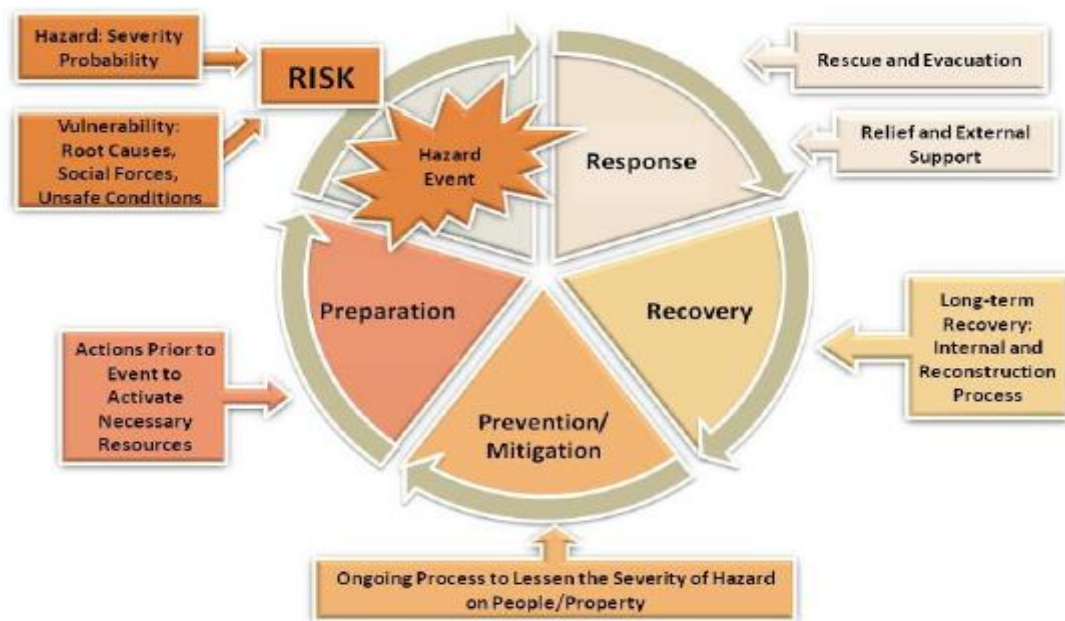 Hazard: Severity
Probability
RISK
Vulnerability:
Root Causes,
Social Forces,
Unsafe Conditions
Hazard
Event
Response
Rescue and Evacuation
Relief and External
Support
Preparation
Recovery
Actions Prior to
Event to
Activate
Necessary
Resources
Prevention/
Mitigation
Long-term
Recovery:
Internal and
Reconstruction
Process
Ongoing Process to Lessen the Severity of Hazard
on People/Property